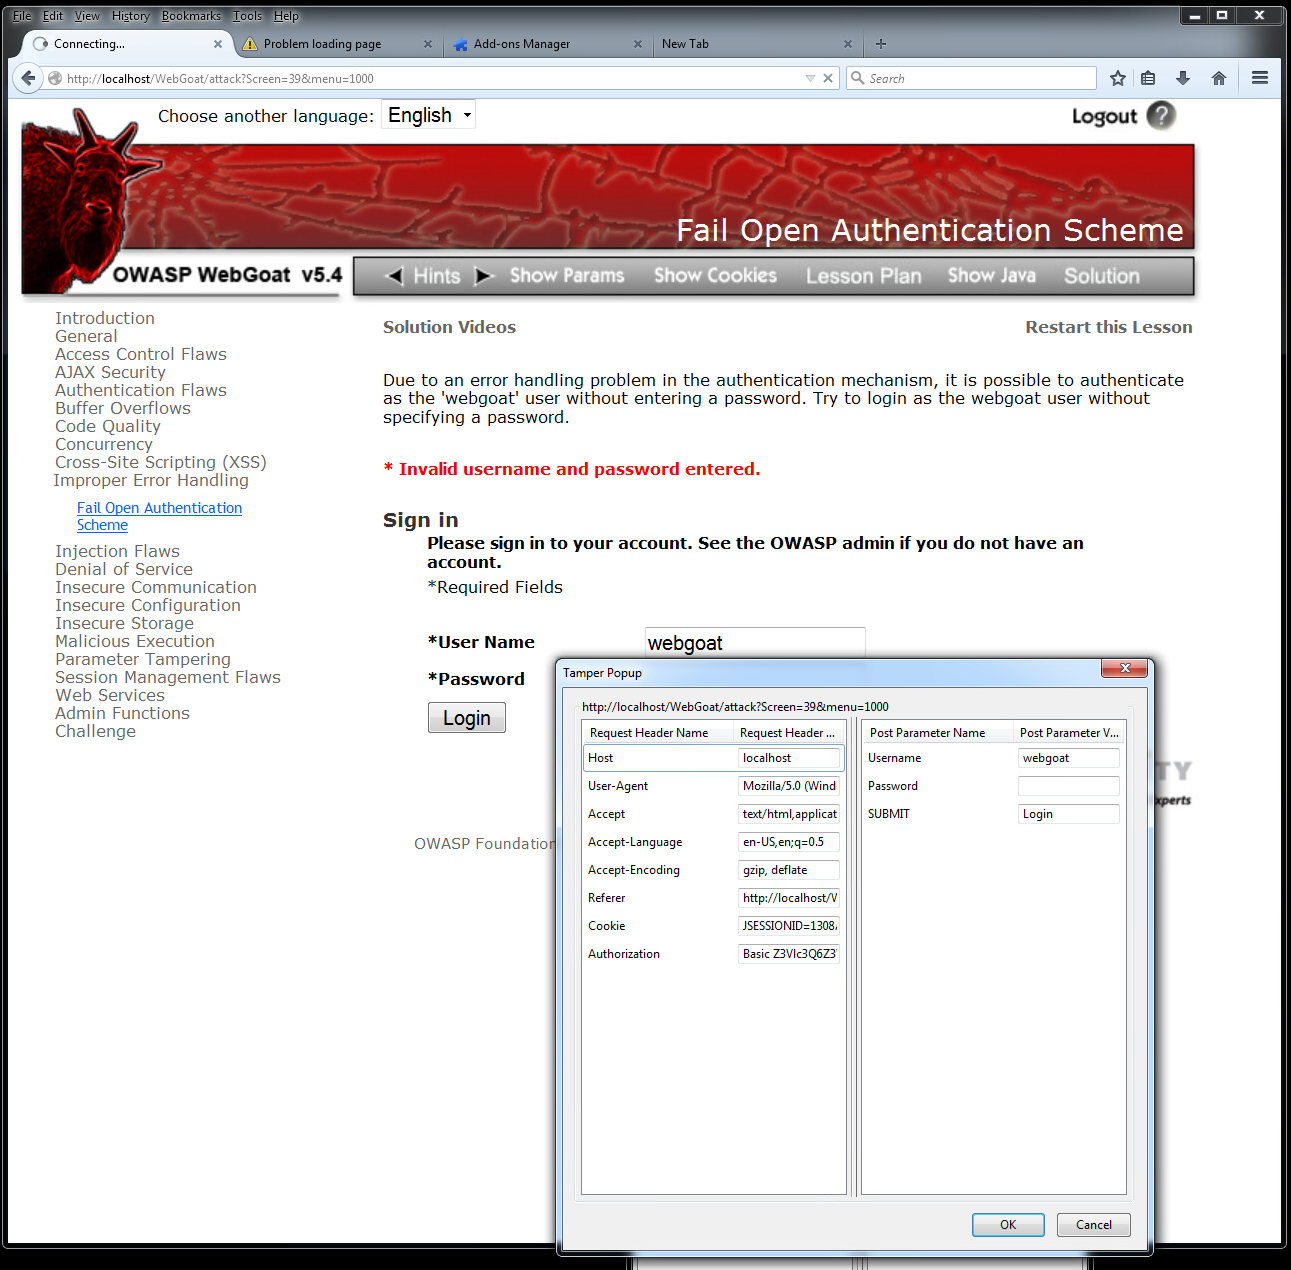 File Edit View History Bookmarks Tools Help
Connecting...
Problem loading page
Add-ons Manager
New Tab
http://localhost/WebGoat/attack?Screen=39&menu=1000
Search
Choose another language: English
Logout ?
Fail Open Authentication Scheme
OWASP WebGoat v5.4
Hints Show Params Show Cookies Lesson Plan Show Java Solution
Introduction
General
Access Control Flaws
AJAX Security
Authentication Flaws
Buffer Overflows
Code Quality
Concurrency
Cross-Site Scripting (XSS)
Improper Error Handling
Fail Open Authentication
Scheme
Injection Flaws
Denial of Service
Insecure Communication
Insecure Configuration
Insecure Storage
Malicious Execution
Parameter Tampering
Session Management Flaws
Web Services
Admin Functions
Challenge
Solution Videos
Restart this Lesson
Due to an error handling problem in the authentication mechanism, it is possible to authenticate
as the 'webgoat' user without entering a password. Try to login as the webgoat user without
specifying a password.
* Invalid username and password entered.
Sign in
Please sign in to your account. See the OWASP admin if you do not have an
account.
*Required Fields
*User Name webgoat
*Password
Login
TY
xperts
OWASP Foundation
Tamper Popup
http://localhost/WebGoat/attack?Screen=39&menu=1000
Request Header Name Request Header ...
Host localhost
User-Agent Mozilla/5.0 (Wind
Accept text/html,applicat
Accept-Language en-US,en;q=0.5
Accept-Encoding gzip, deflate
Referer http://localhost/W
Cookie JSESSIONID=1308
Authorization Basic Z3Vlc3Q6Z3
Post Parameter Name Post Parameter V...
Username webgoat
Password
SUBMIT Login
OK
Cancel